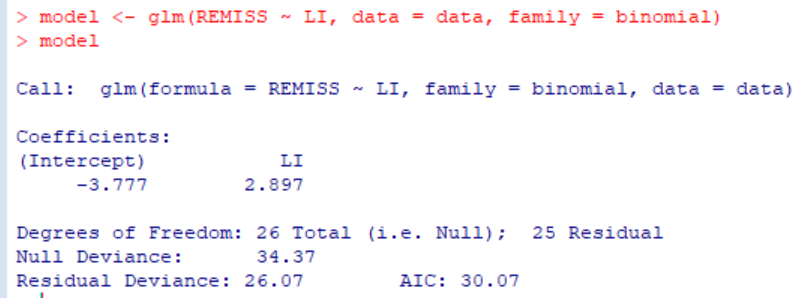 > model <- glm(REMISS ~ LI, data = data, family = binomial)
> model
Call:  glm(formula = REMISS ~ LI, family = binomial, data = data)
Coefficients:
(Intercept)           LI
     -3.777        2.897
Degrees of Freedom: 26 Total (i.e. Null);  25 Residual
Null Deviance:      34.37
Residual Deviance: 26.07        AIC: 30.07